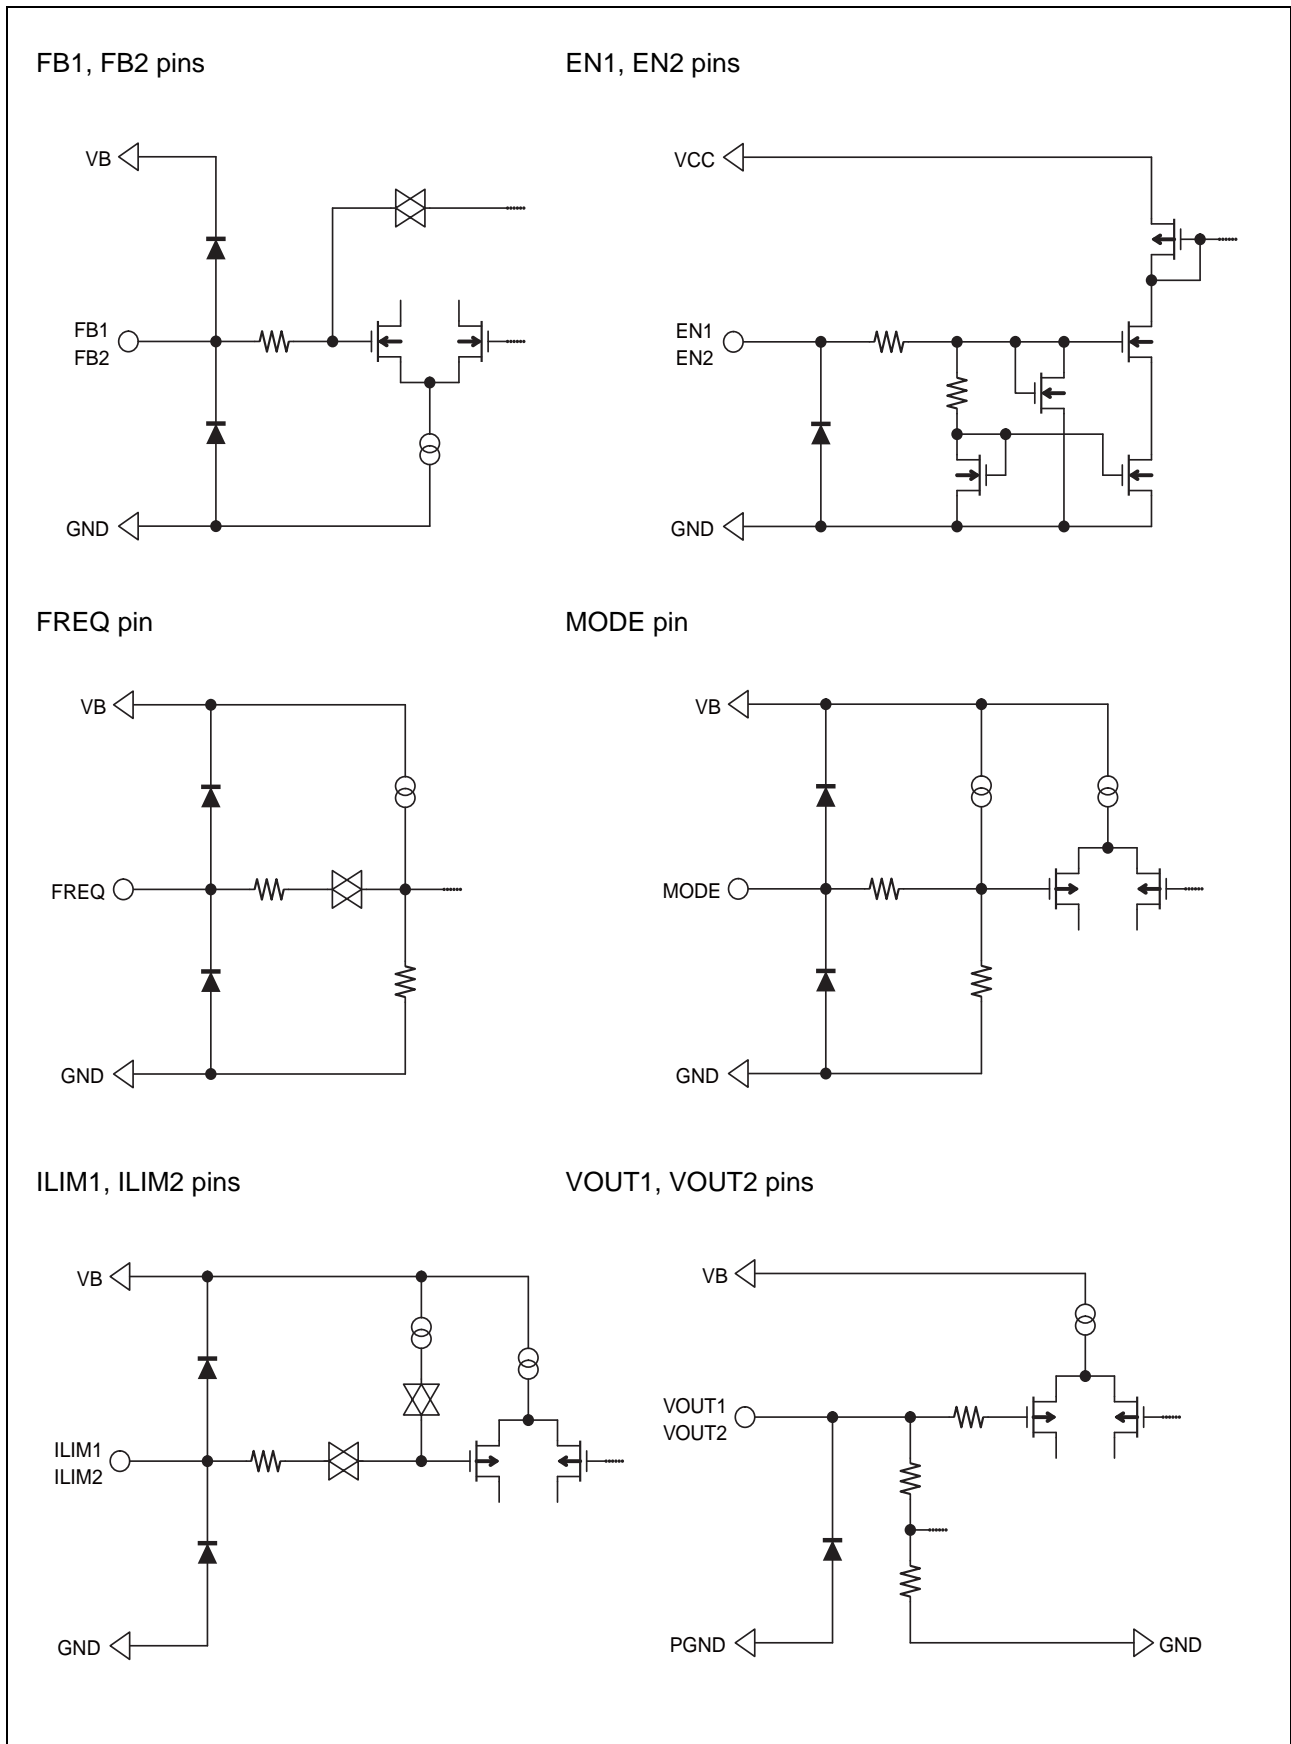 FB1, FB2 pins
VB
FB1
FB2
GND
EN1, EN2 pins
VCC
EN1
EN2
GND
FREQ pin
VB
FREQ
GND
MODE pin
VB
MODE
GND
ILIM1, ILIM2 pins
VB
ILIM1
ILIM2
GND
VOUT1, VOUT2 pins
VB
VOUT1
VOUT2
PGND
GND